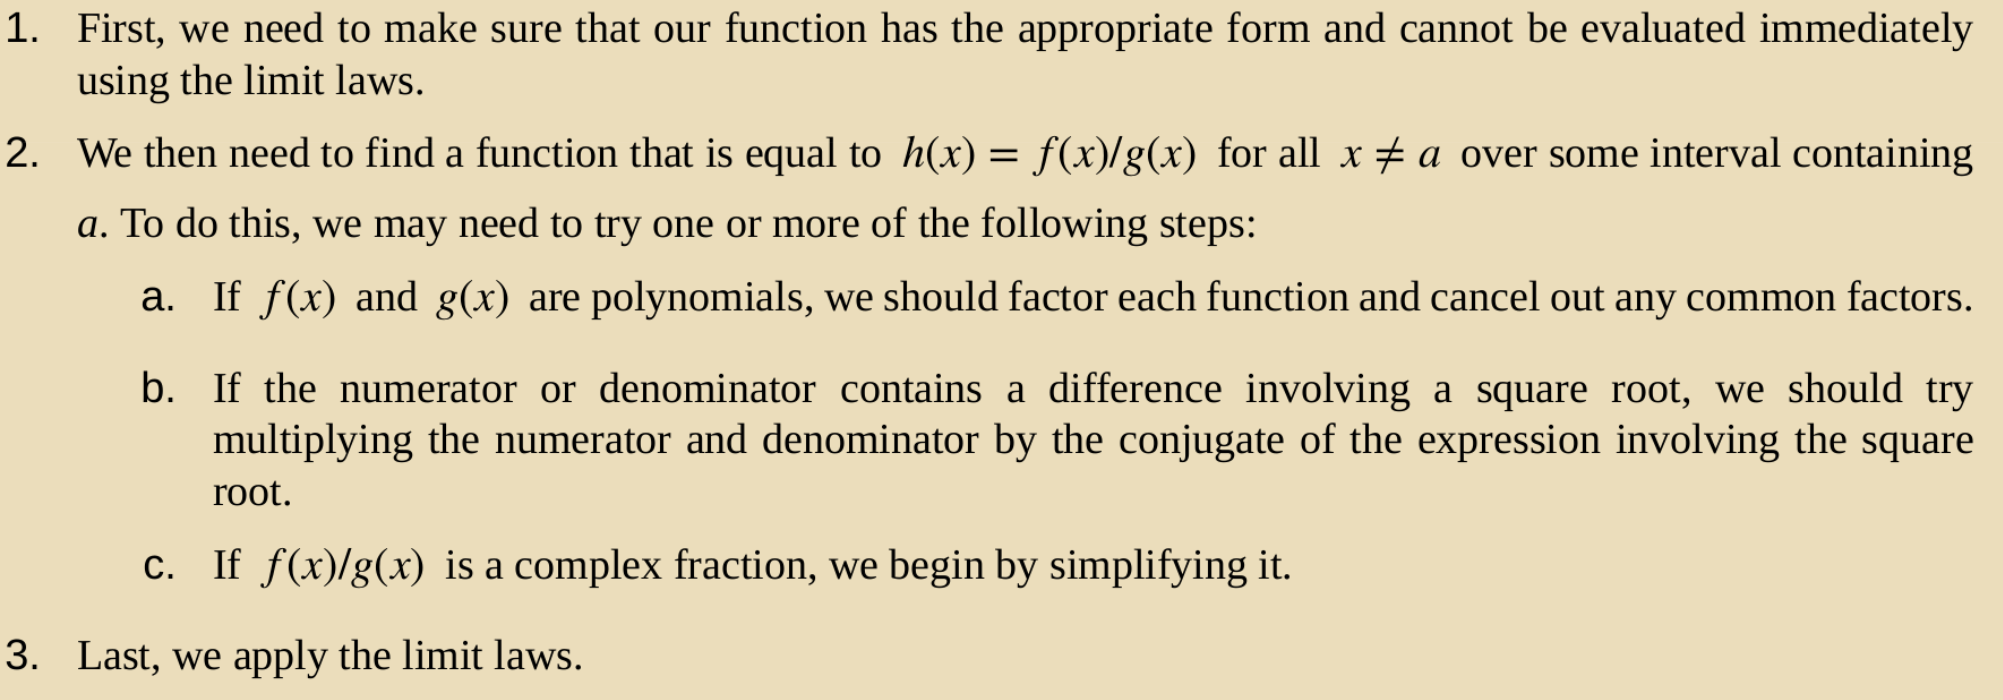 1. First, we need to make sure that our function has the appropriate form and cannot be evaluated immediately
using the limit laws.
2. We then need to find a function that is equal to h(x) = f(x)/g(x) for all x ≠ a over some interval containing
a. To do this, we may need to try one or more of the following steps:
a. If f(x) and g(x) are polynomials, we should factor each function and cancel out any common factors.
b. If the numerator or denominator contains a difference involving a square root, we should try
multiplying the numerator and denominator by the conjugate of the expression involving the square
root.
c. If f(x)/g(x) is a complex fraction, we begin by simplifying it.
3. Last, we apply the limit laws.